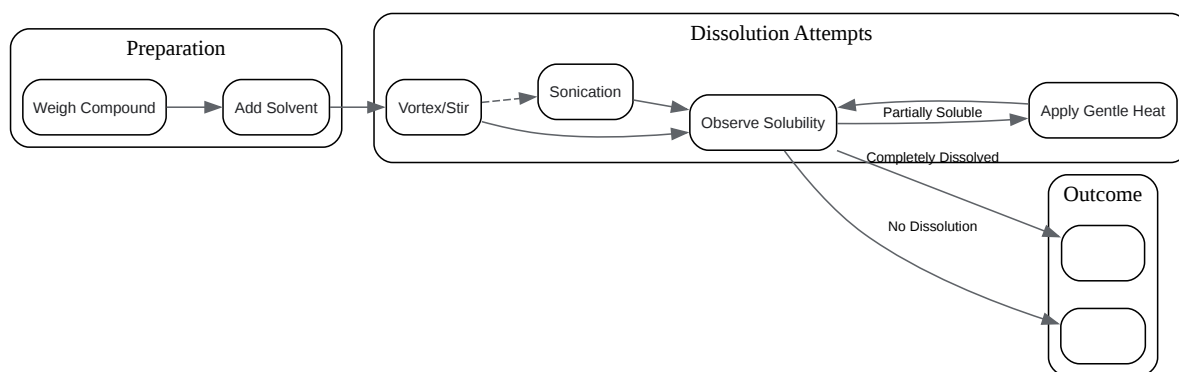 Preparation
Weigh Compound
Add Solvent
Dissolution Attempts
Vortex/Stir
Sonication
Observe Solubility
Partially Soluble
Apply Gentle Heat
Completely Dissolved
No Dissolution
Outcome